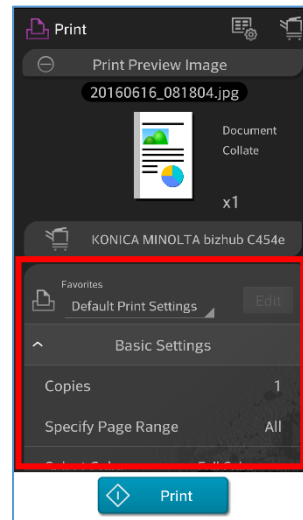 Print
Print Preview Image
20160616_081804.jpg
Document
Collate
x1
KONICA MINOLTA bizhub C454e
Favorites
Default Print Settings
Edit
Basic Settings
Copies 1
Specify Page Range All
Print